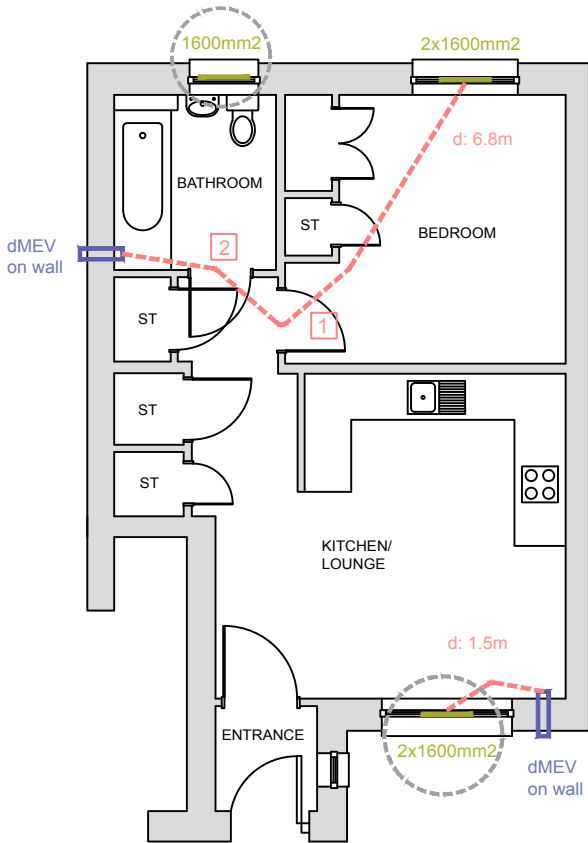 1600mm2
2x1600mm2
d: 6.8m
BATHROOM
dMEV
on wall
2
ST
BEDROOM
ST
1
ST
ST
KITCHEN/
LOUNGE
d: 1.5m
ENTRANCE
2x1600mm2
dMEV
on wall